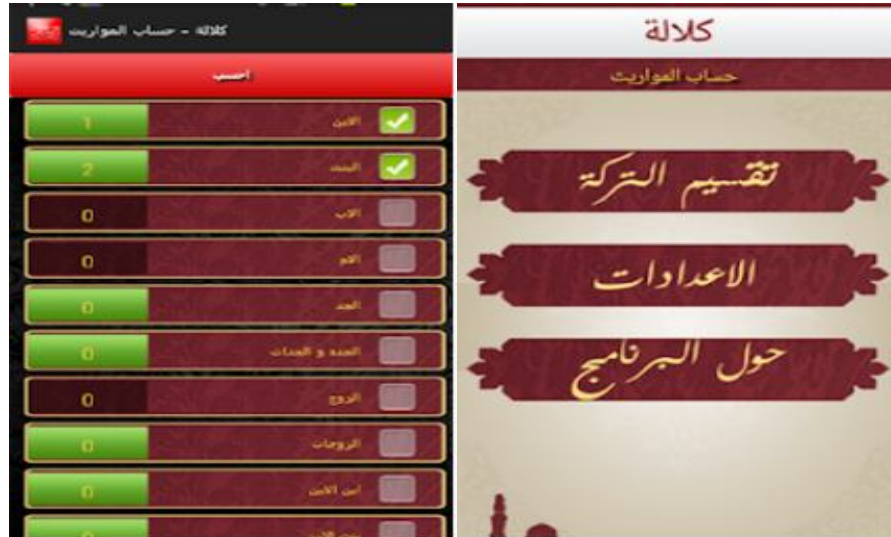 كلالة
حساب المواريث
تقسيم التركة
الاعدادات
حول البرنامج
كلالة - حساب المواريث
احسب
الابن 1
البنت 2
الاب 0
الام 0
الجد 0
الجده و الجدات 0
الزوج 0
الزوجات 0
ابن الابن 0